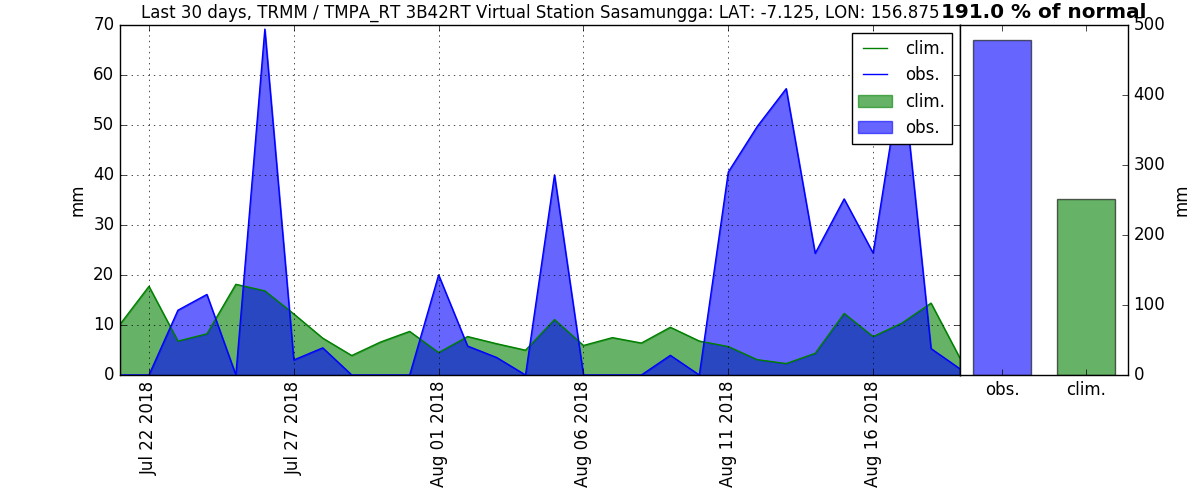 Last 30 days, TRMM / TMPA_RT 3B42RT Virtual Station Sasamungga: LAT: -7.125, LON: 156.875
191.0 % of normal
70
60
50
40
30
20
10
0
mm
clim.
obs.
clim.
obs.
Jul 22 2018
Jul 27 2018
Aug 01 2018
Aug 06 2018
Aug 11 2018
Aug 16 2018
500
400
300
200
100
0
mm
obs.
clim.